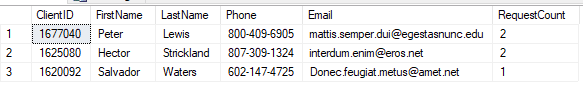 ClientID FirstName LastName Phone Email RequestCount
1 1677040 Peter Lewis 800-409-6905 mattis.semper.dui@egestasnunc.edu 2
2 1625080 Hector Strickland 807-309-1324 interdum.enim@eros.net 2
3 1620092 Salvador Waters 602-147-4725 Donec.feugiat.metus@amet.net 1